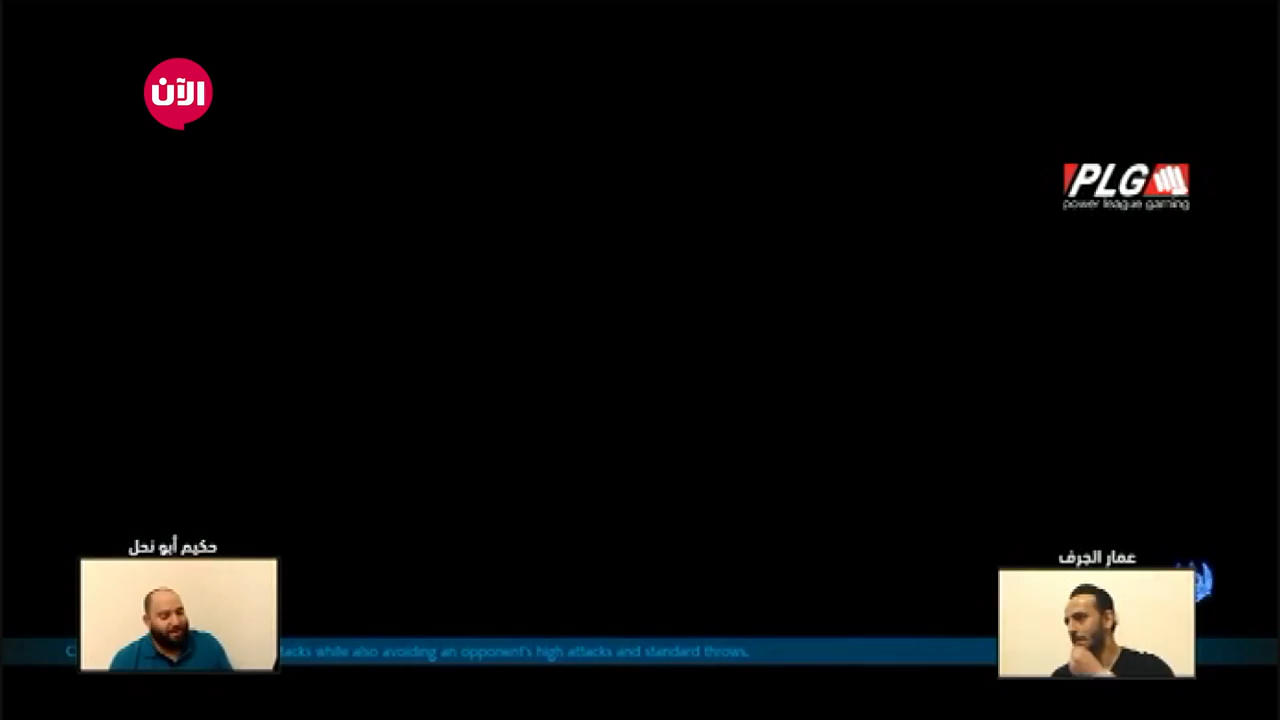 الآن
PLG
power league gaming
حكيم أبو نحل
عمار الجرف
while also avoiding an opponent's high attacks and standard throws.